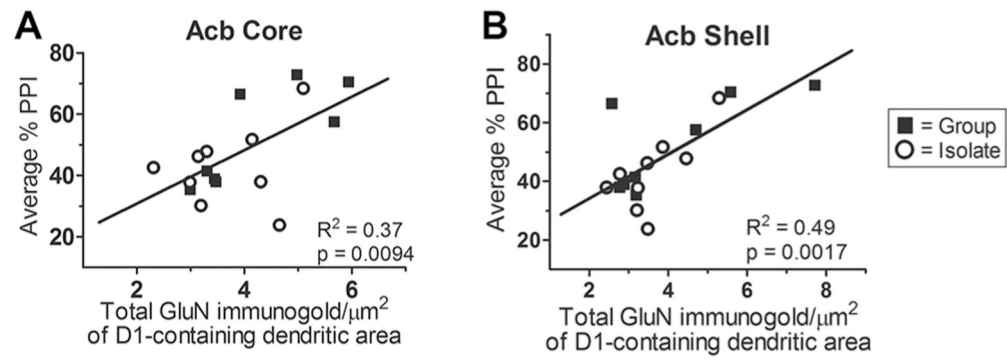 A
Acb Core
Average % PPI
80
60
40
20
2
4
6
R² = 0.37
p = 0.0094
Total GluN immunogold/μm²
of D1-containing dendritic area
B
Acb Shell
Average % PPI
80
60
40
20
2
4
6
8
R² = 0.49
p = 0.0017
Total GluN immunogold/μm²
of D1-containing dendritic area
= Group
= Isolate